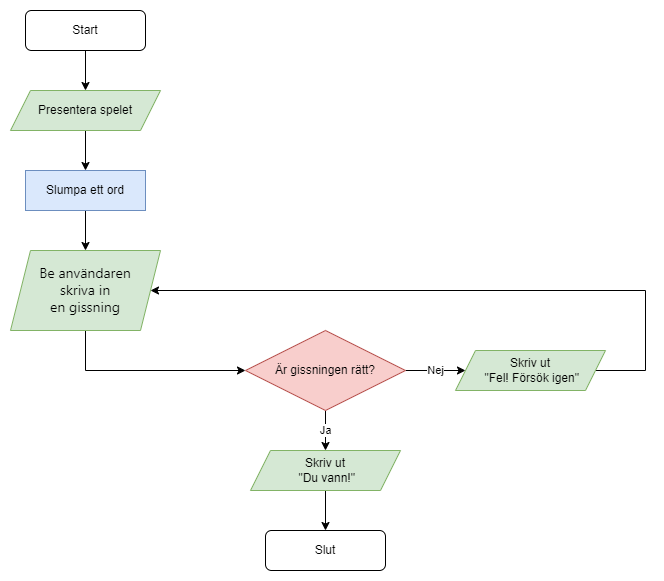 Start
Presentera spelet
Slumpa ett ord
Be användaren
skriva in
en gissning
Är gissningen rätt?
Nej
Skriv ut
"Fel! Försök igen"
Ja
Skriv ut
"Du vann!"
Slut